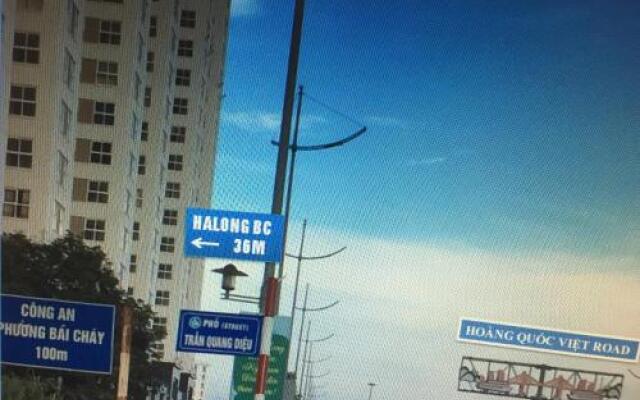 HALONG BC
← 36M
CÔNG AN
PHƯỜNG BÃI CHÁY
100m
PHỐ (STREET)
TRẦN QUANG DIỆU
HOÀNG QUỐC VIỆT ROAD